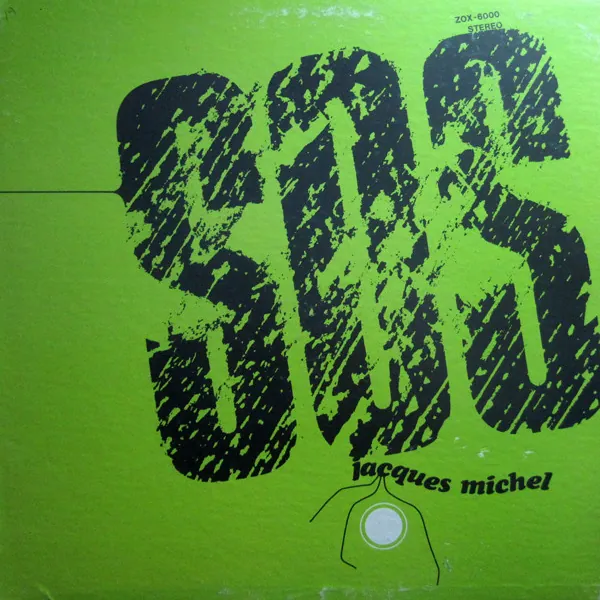 ZOX-6000
STEREO
SOS
jacques michel